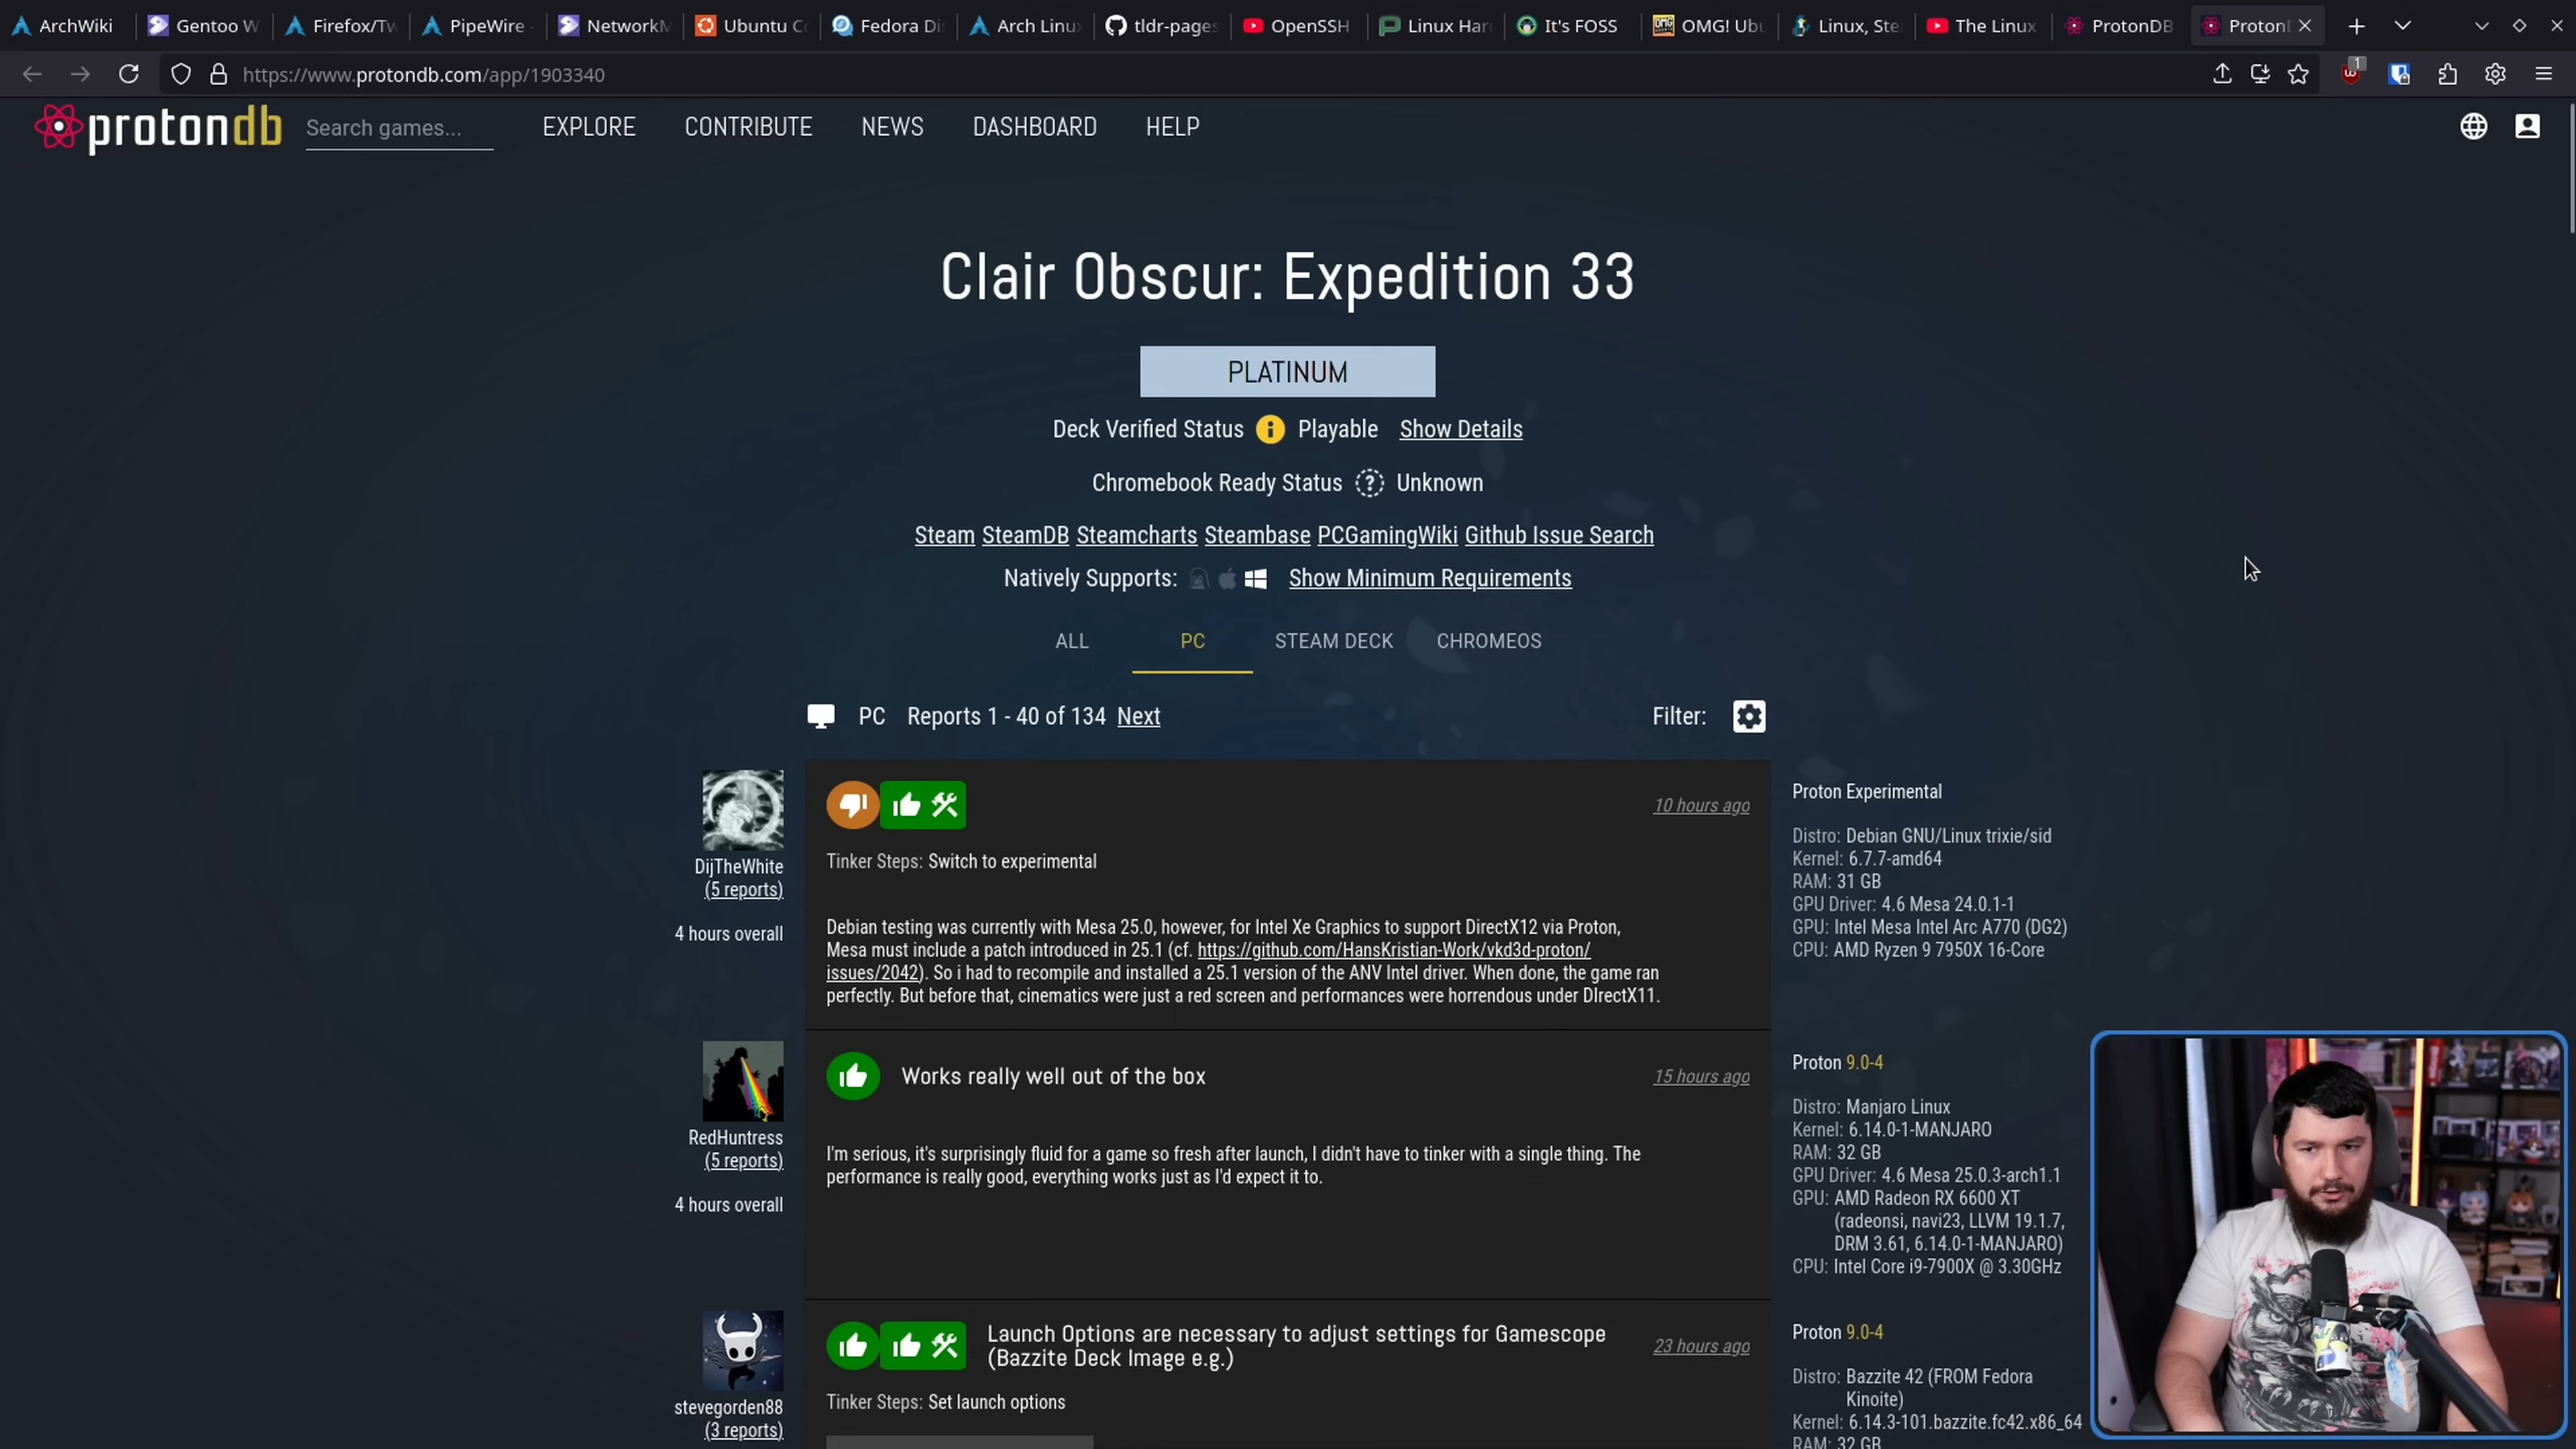 ArchWiki
Gentoo W
Firefox/Tw
PipeWire -
NetworkM
Ubuntu Co
Fedora Dis
Arch Linux
tldr-pages
OpenSSH
Linux Har
It's FOSS
OMG! Ubu
Linux, Ste
The Linux
ProtonDB
ProtonD
https://www.protondb.com/app/1903340
1
protondb
Search games...
EXPLORE
CONTRIBUTE
NEWS
DASHBOARD
HELP
Clair Obscur: Expedition 33
PLATINUM
Deck Verified Status Playable Show Details
Chromebook Ready Status Unknown
Steam SteamDB Steamcharts Steambase PCGamingWiki Github Issue Search
Natively Supports: Show Minimum Requirements
ALL
PC
STEAM DECK
CHROMEOS
PC Reports 1 - 40 of 134 Next
Filter:
DijTheWhite
(5 reports)
4 hours overall
10 hours ago
Tinker Steps: Switch to experimental
Debian testing was currently with Mesa 25.0, however, for Intel Xe Graphics to support DirectX12 via Proton,
Mesa must include a patch introduced in 25.1 (cf. https://github.com/HansKristian-Work/vkd3d-proton/
issues/2042). So i had to recompile and installed a 25.1 version of the ANV Intel driver. When done, the game ran
perfectly. But before that, cinematics were just a red screen and performances were horrendous under DIrectX11.
Proton Experimental
Distro: Debian GNU/Linux trixie/sid
Kernel: 6.7.7-amd64
RAM: 31 GB
GPU Driver: 4.6 Mesa 24.0.1-1
GPU: Intel Mesa Intel Arc A770 (DG2)
CPU: AMD Ryzen 9 7950X 16-Core
RedHuntress
(5 reports)
4 hours overall
Works really well out of the box
15 hours ago
I'm serious, it's surprisingly fluid for a game so fresh after launch, I didn't have to tinker with a single thing. The
performance is really good, everything works just as I'd expect it to.
Proton 9.0-4
Distro: Manjaro Linux
Kernel: 6.14.0-1-MANJARO
RAM: 32 GB
GPU Driver: 4.6 Mesa 25.0.3-arch1.1
GPU: AMD Radeon RX 6600 XT
(radeonsi, navi23, LLVM 19.1.7,
DRM 3.61, 6.14.0-1-MANJARO)
CPU: Intel Core i9-7900X @ 3.30GHz
stevegorden88
(3 reports)
Launch Options are necessary to adjust settings for Gamescope
(Bazzite Deck Image e.g.)
23 hours ago
Tinker Steps: Set launch options
Proton 9.0-4
Distro: Bazzite 42 (FROM Fedora
Kinoite)
Kernel: 6.14.3-101.bazzite.fc42.x86_64
RAM: 32 GB